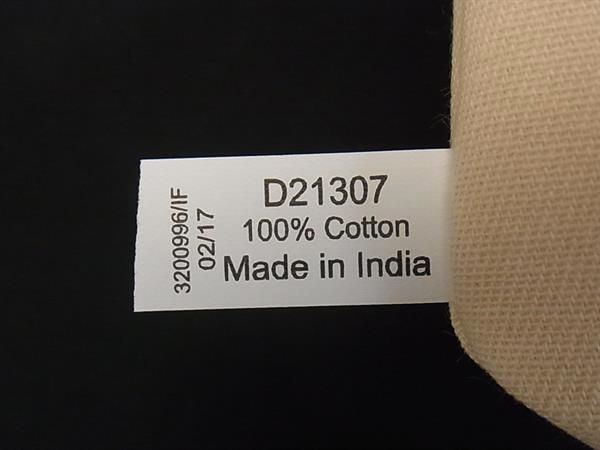 3200996/IF
02/17
D21307
100% Cotton
Made in India